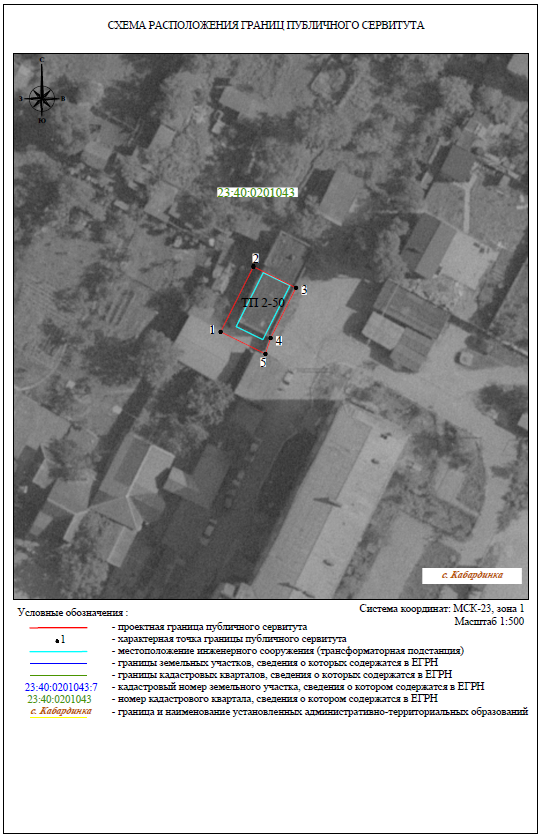 СХЕМА РАСПОЛОЖЕНИЯ ГРАНИЦ ПУБЛИЧНОГО СЕРВИТУТА
С
З В
Ю
23:40:0201043
2
3
ТП 2-50
1
4
5
с. Кабардинка
Система координат: МСК-23, зона 1
Масштаб 1:500
Условные обозначения :
- проектная граница публичного сервитута
1 - характерная точка границы публичного сервитута
- местоположение инженерного сооружения (трансформаторная подстанция)
- границы земельных участков, сведения о которых содержатся в ЕГРН
- границы кадастровых кварталов, сведения о которых содержатся в ЕГРН
23:40:0201043:7 - кадастровый номер земельного участка, сведения о котором содержатся в ЕГРН
23:40:0201043 - номер кадастрового квартала, сведения о котором содержатся в ЕГРН
с. Кабардинка - граница и наименование установленных административно-территориальных образований